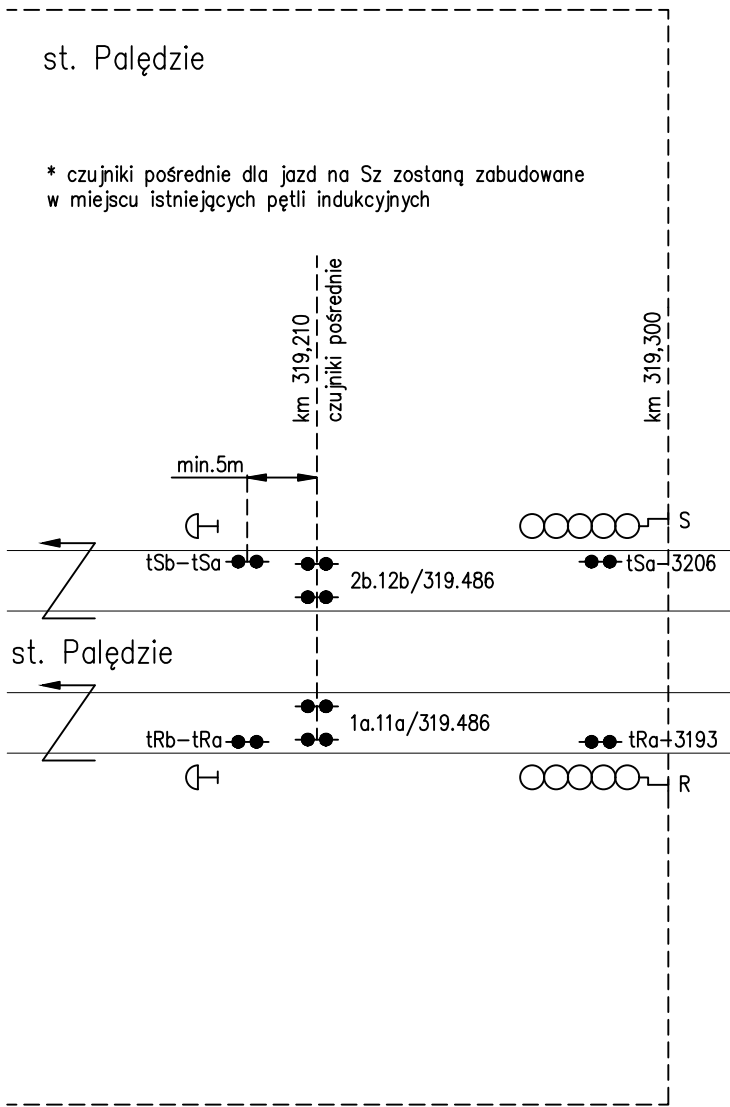 st. Palędzie
* czujniki pośrednie dla jazd na Sz zostaną zabudowane
w miejscu istniejących pętli indukcyjnych
km 319,210
czujniki pośrednie
km 319,300
min.5m
S
tSb-tSa
2b.12b/319.486
tSa-3206
st. Palędzie
1a.11a/319.486
tRb-tRa
tRa-3193
R